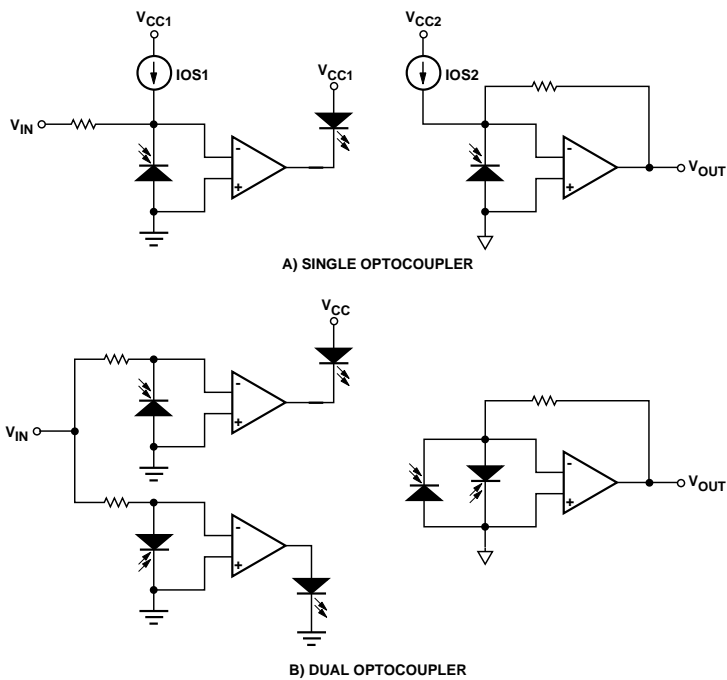 VCC1
IOS1
VIN
-
+
VCC1
VCC2
IOS2
-
+
VOUT
A) SINGLE OPTOCOUPLER
VCC
VIN
-
+
-
+
-
+
VOUT
B) DUAL OPTOCOUPLER